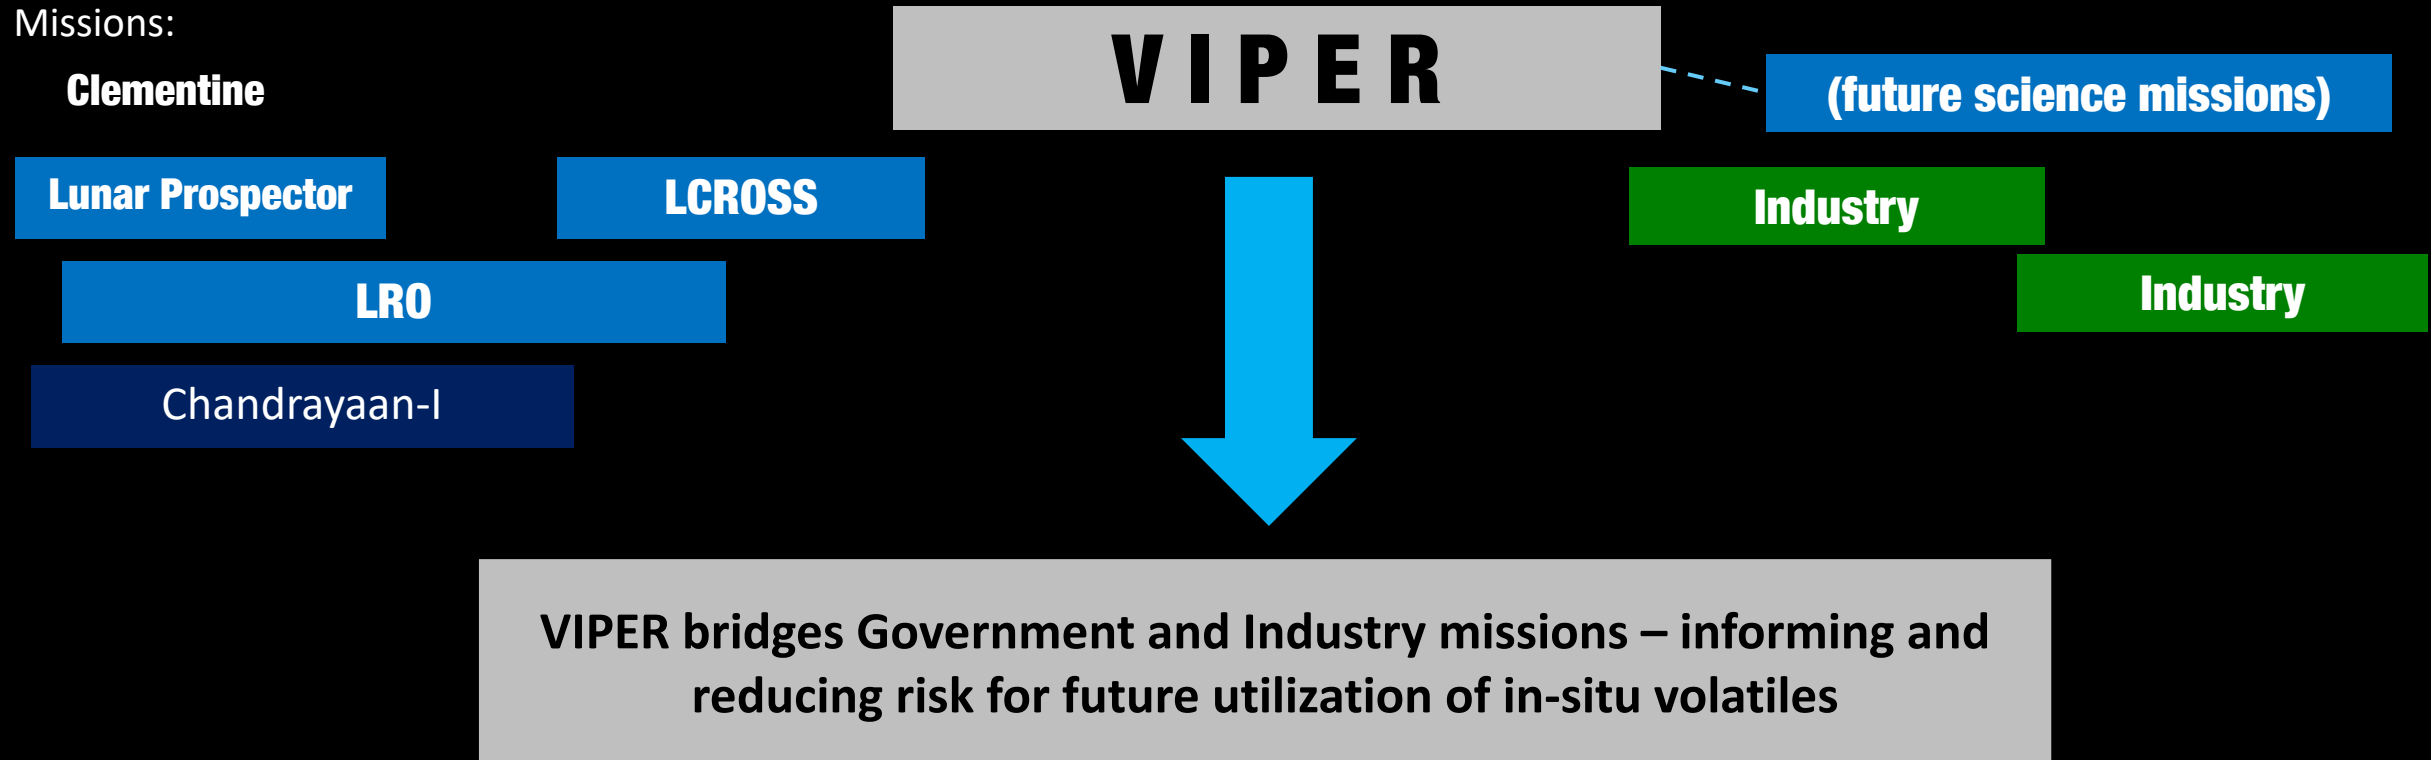 Missions:
Clementine
V I P E R
(future science missions)
Lunar Prospector
LCROSS
Industry
LRO
Industry
Chandrayaan-I
VIPER bridges Government and Industry missions – informing and
reducing risk for future utilization of in-situ volatiles